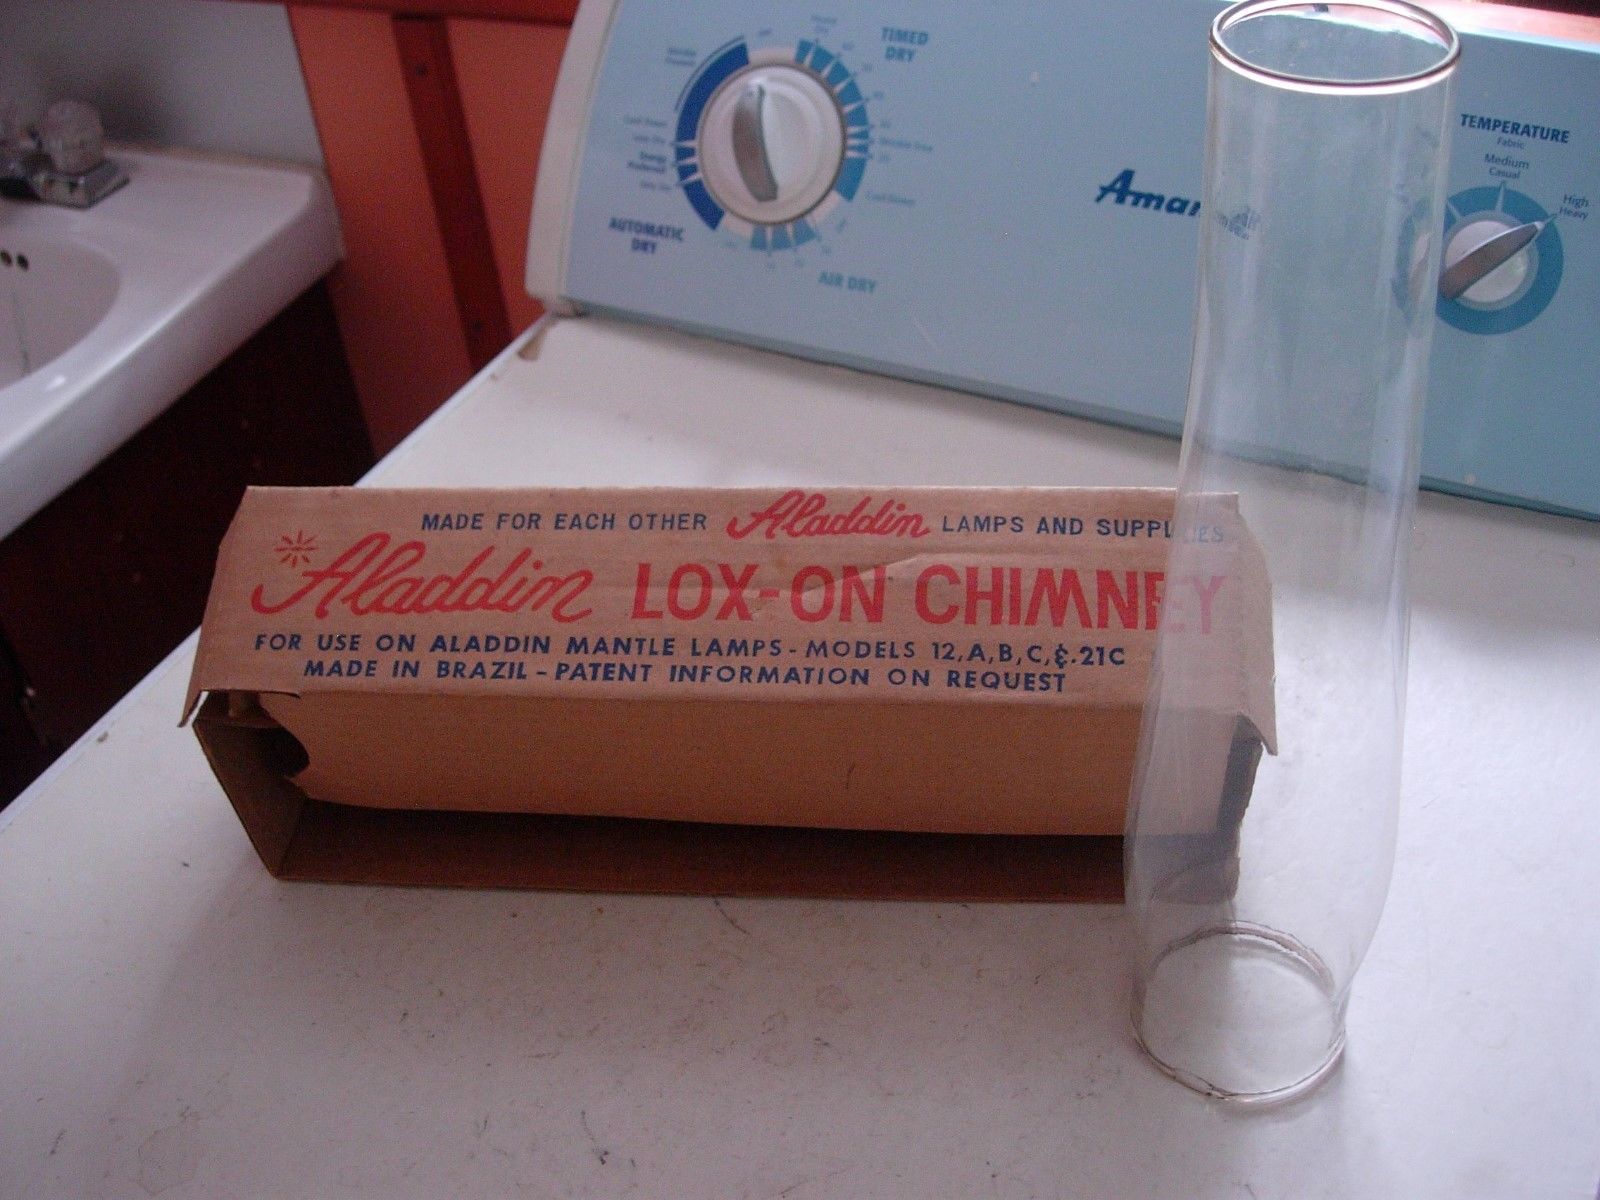 TIMED
DRY
AUTOMATIC
DRY
AIR DRY
Amar
TEMPERATURE
Fabric
Medium
Casual
High
Heavy
MADE FOR EACH OTHER Aladdin LAMPS AND SUPPLIES
Aladdin LOX-ON CHIMNEY
FOR USE ON ALADDIN MANTLE LAMPS - MODELS 12, A, B, C, &. 21C
MADE IN BRAZIL - PATENT INFORMATION ON REQUEST